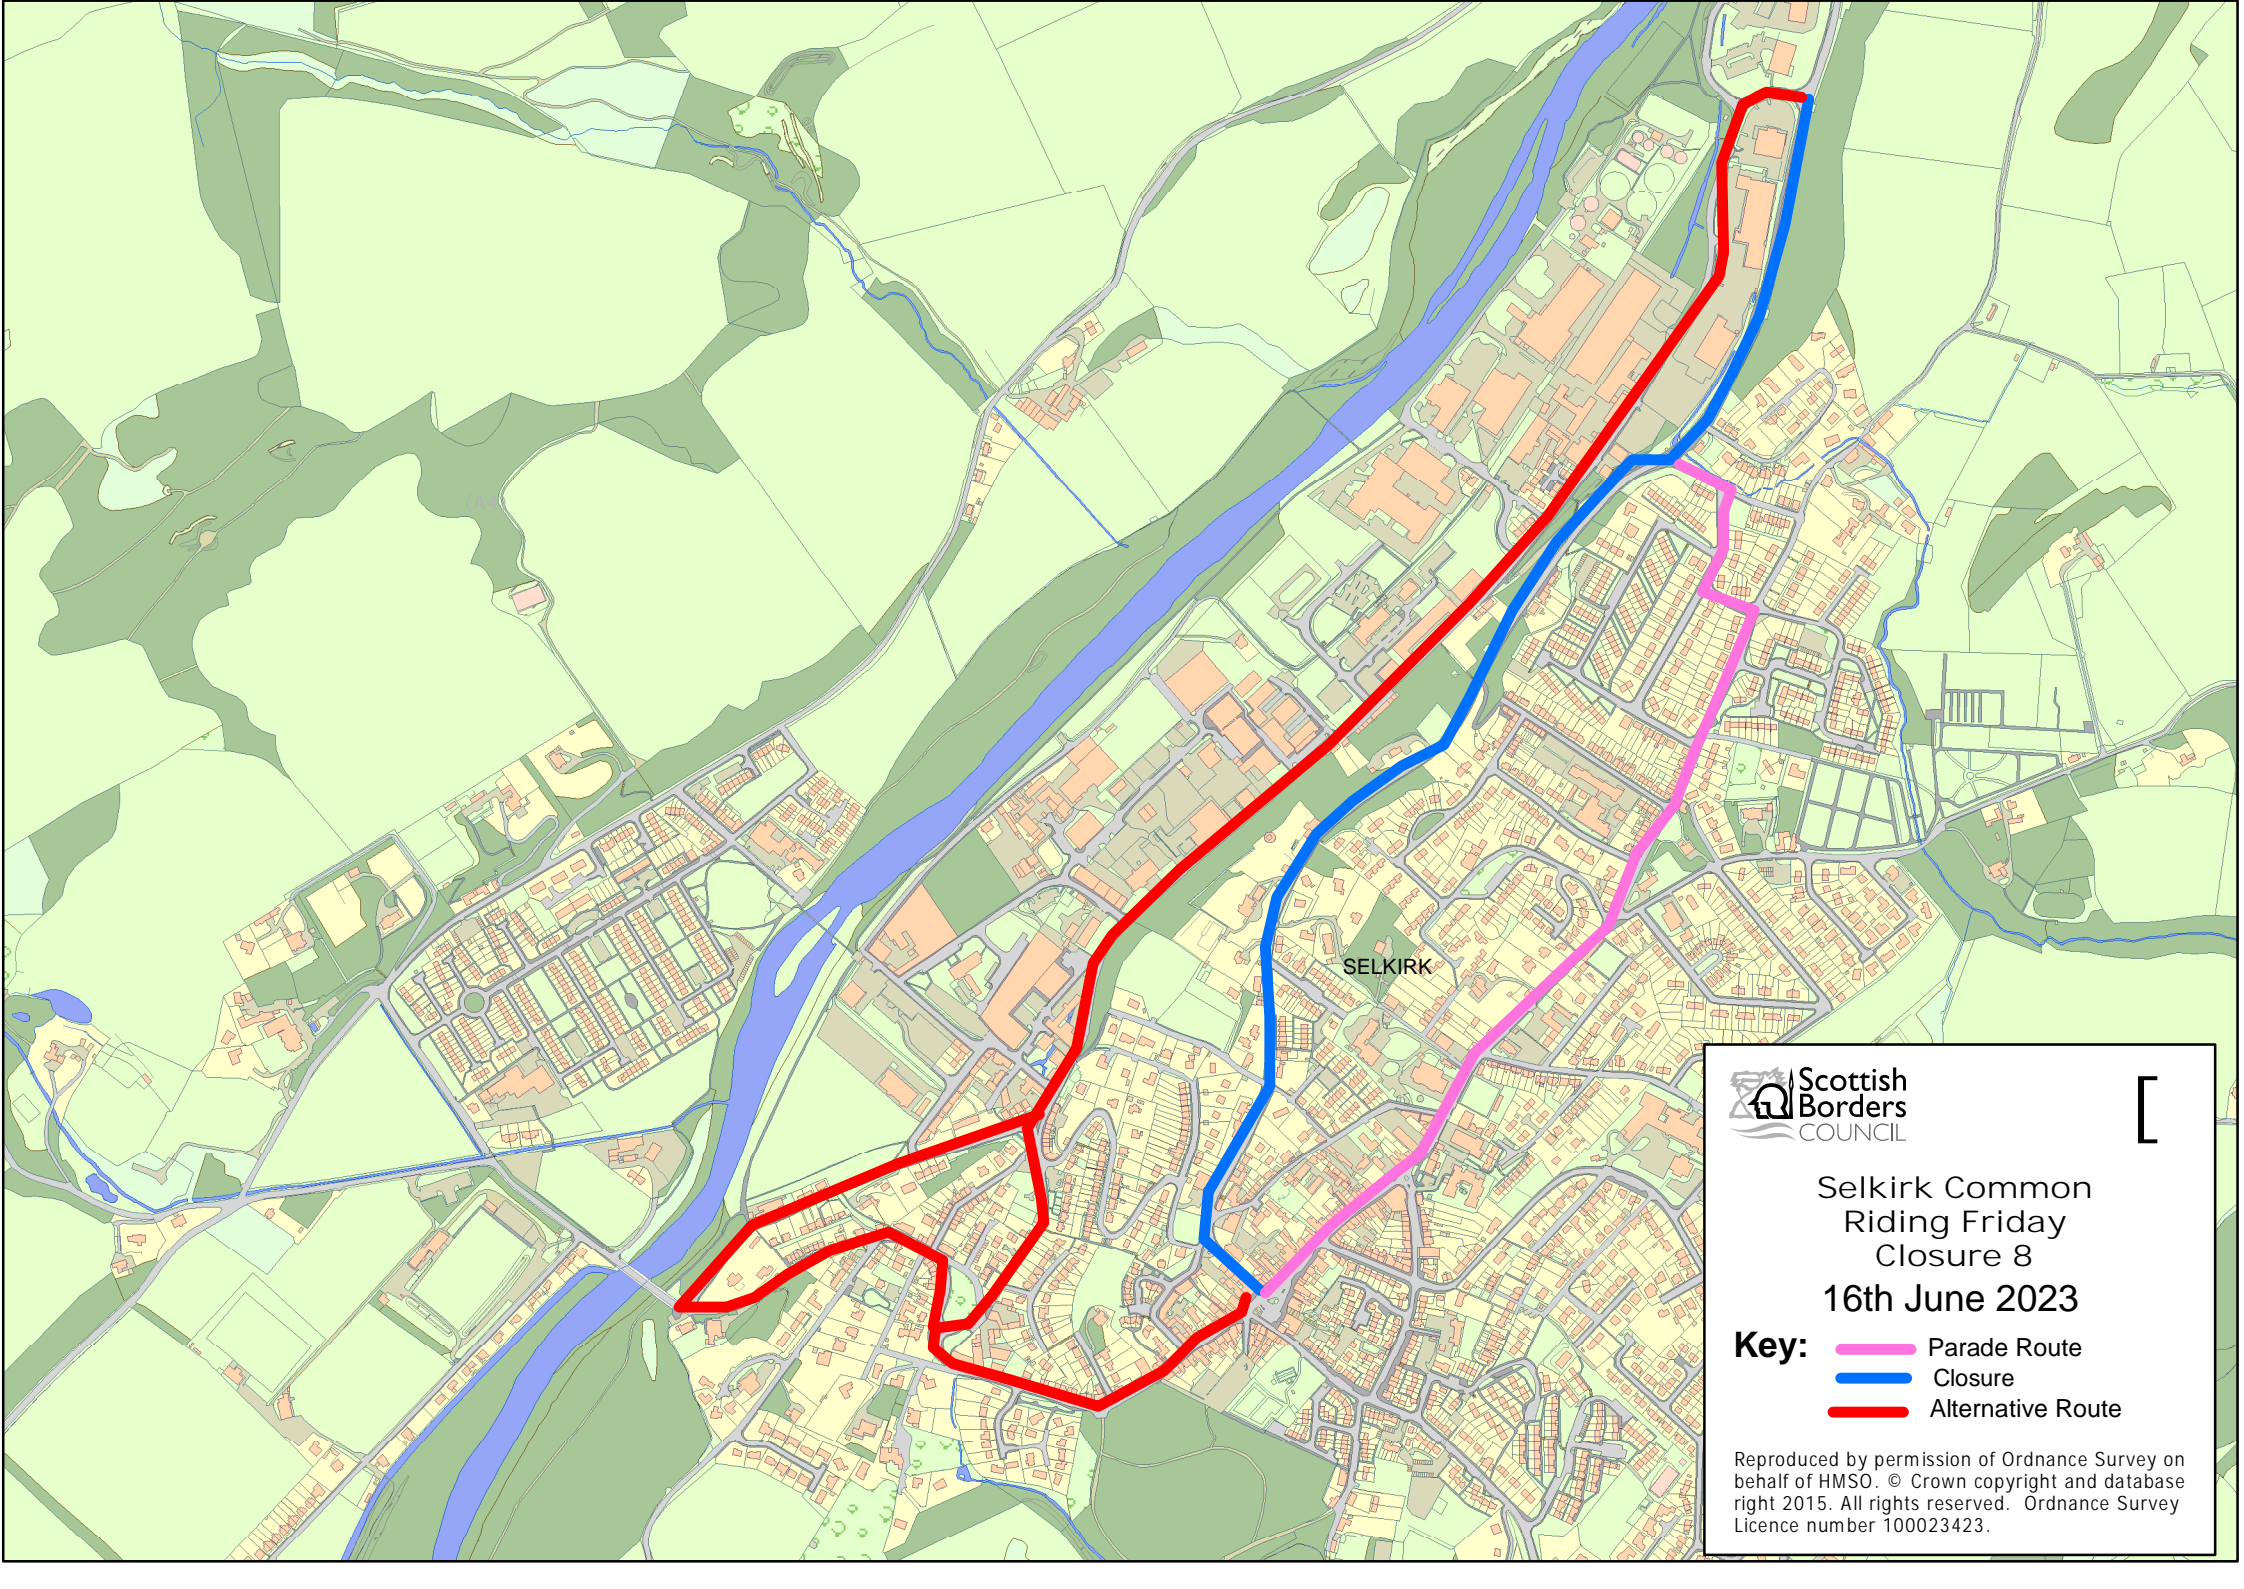 (A4)
SELKIRK
Scottish
Borders
COUNCIL
[
Selkirk Common
Riding Friday
Closure 8
16th June 2023
Key:
Parade Route
Closure
Alternative Route
Reproduced by permission of Ordnance Survey on
behalf of HMSO. © Crown copyright and database
right 2015. All rights reserved. Ordnance Survey
Licence number 100023423.